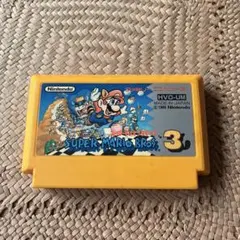 Nintendo
HVC-UM
MADE IN JAPAN
© 1988 Nintendo
SUPER MARIO BROS.
3